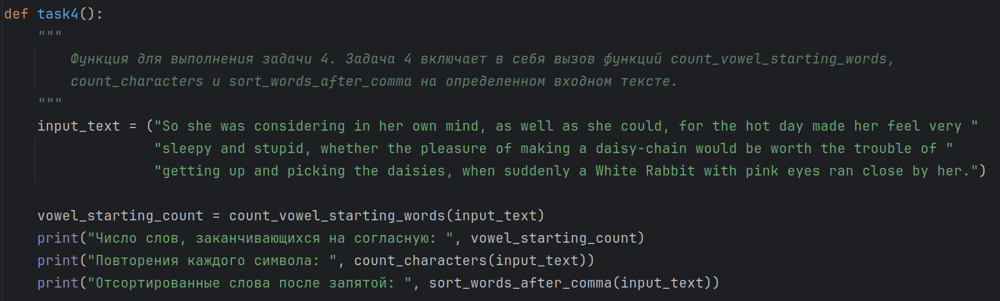 def task4():
"""
Функция для выполнения задачи 4. Задача 4 включает в себя вызов функций count_vowel_starting_words,
count_characters и sort_words_after_comma на определенном входном тексте.
"""
input_text = ("So she was considering in her own mind, as well as she could, for the hot day made her feel very "
"sleepy and stupid, whether the pleasure of making a daisy-chain would be worth the trouble of "
"getting up and picking the daisies, when suddenly a White Rabbit with pink eyes ran close by her.")
vowel_starting_count = count_vowel_starting_words(input_text)
print("Число слов, заканчивающихся на согласную: ", vowel_starting_count)
print("Повторения каждого символа: ", count_characters(input_text))
print("Отсортированные слова после запятой: ", sort_words_after_comma(input_text))